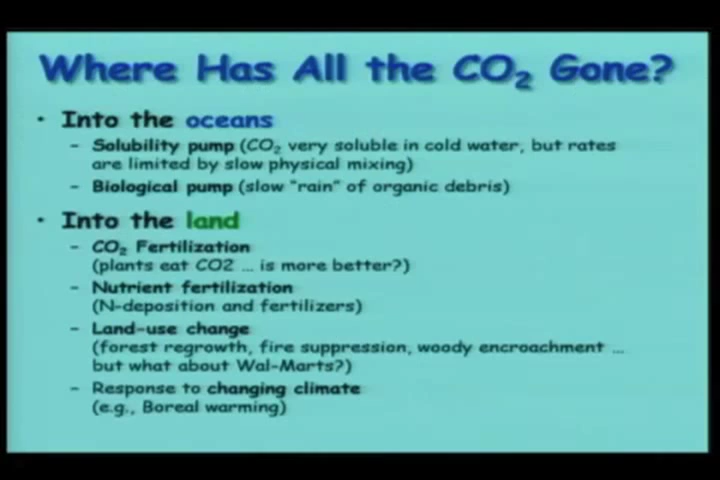 Where Has All the CO₂ Gone?
• Into the oceans
– Solubility pump (CO₂ very soluble in cold water, but rates
are limited by slow physical mixing)
– Biological pump (slow "rain" of organic debris)
• Into the land
– CO₂ Fertilization
(plants eat CO2 ... is more better?)
– Nutrient fertilization
(N-deposition and fertilizers)
– Land-use change
(forest regrowth, fire suppression, woody encroachment ...
but what about Wal-Marts?)
– Response to changing climate
(e.g., Boreal warming)